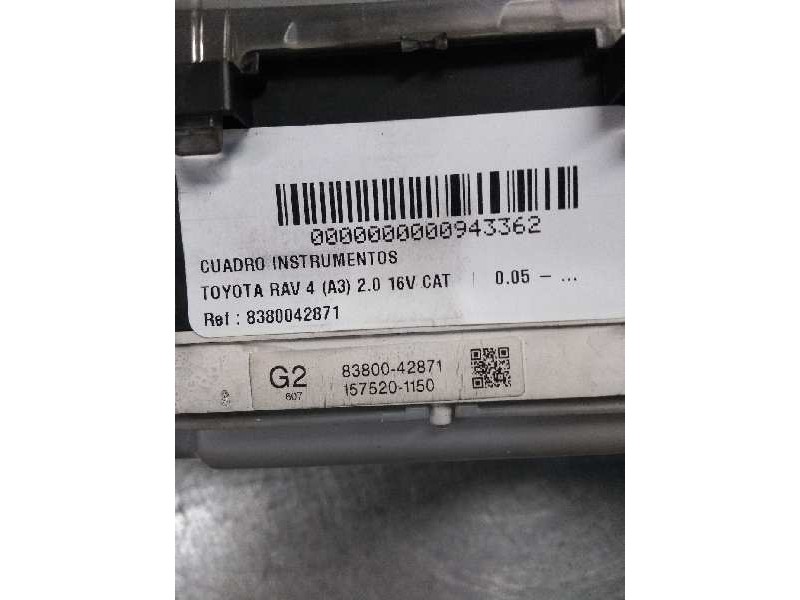 0000000000943362
CUADRO INSTRUMENTOS
TOYOTA RAV 4 (A3) 2.0 16V CAT | 0.05 - ...
Ref : 8380042871
G2 83800-42871
607 157520-1150